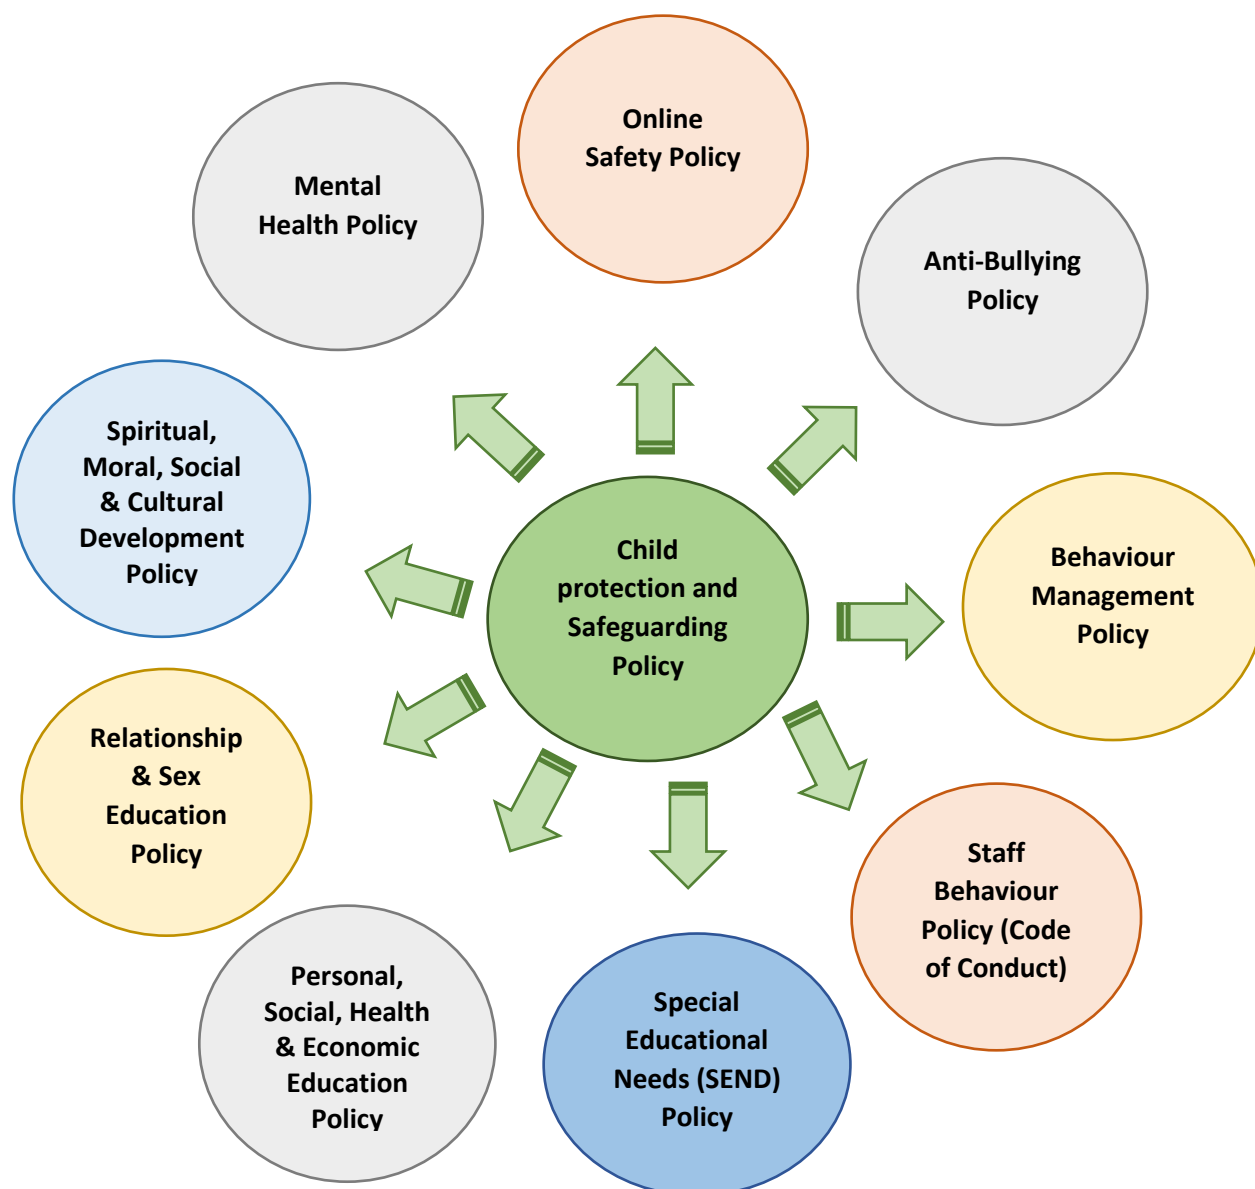 Online
Safety Policy
Mental
Health Policy
Anti-Bullying
Policy
Spiritual,
Moral, Social
& Cultural
Development
Policy
Child
protection and
Safeguarding
Policy
Behaviour
Management
Policy
Relationship
& Sex
Education
Policy
Staff
Behaviour
Policy (Code
of Conduct)
Personal,
Social, Health
& Economic
Education
Policy
Special
Educational
Needs (SEND)
Policy